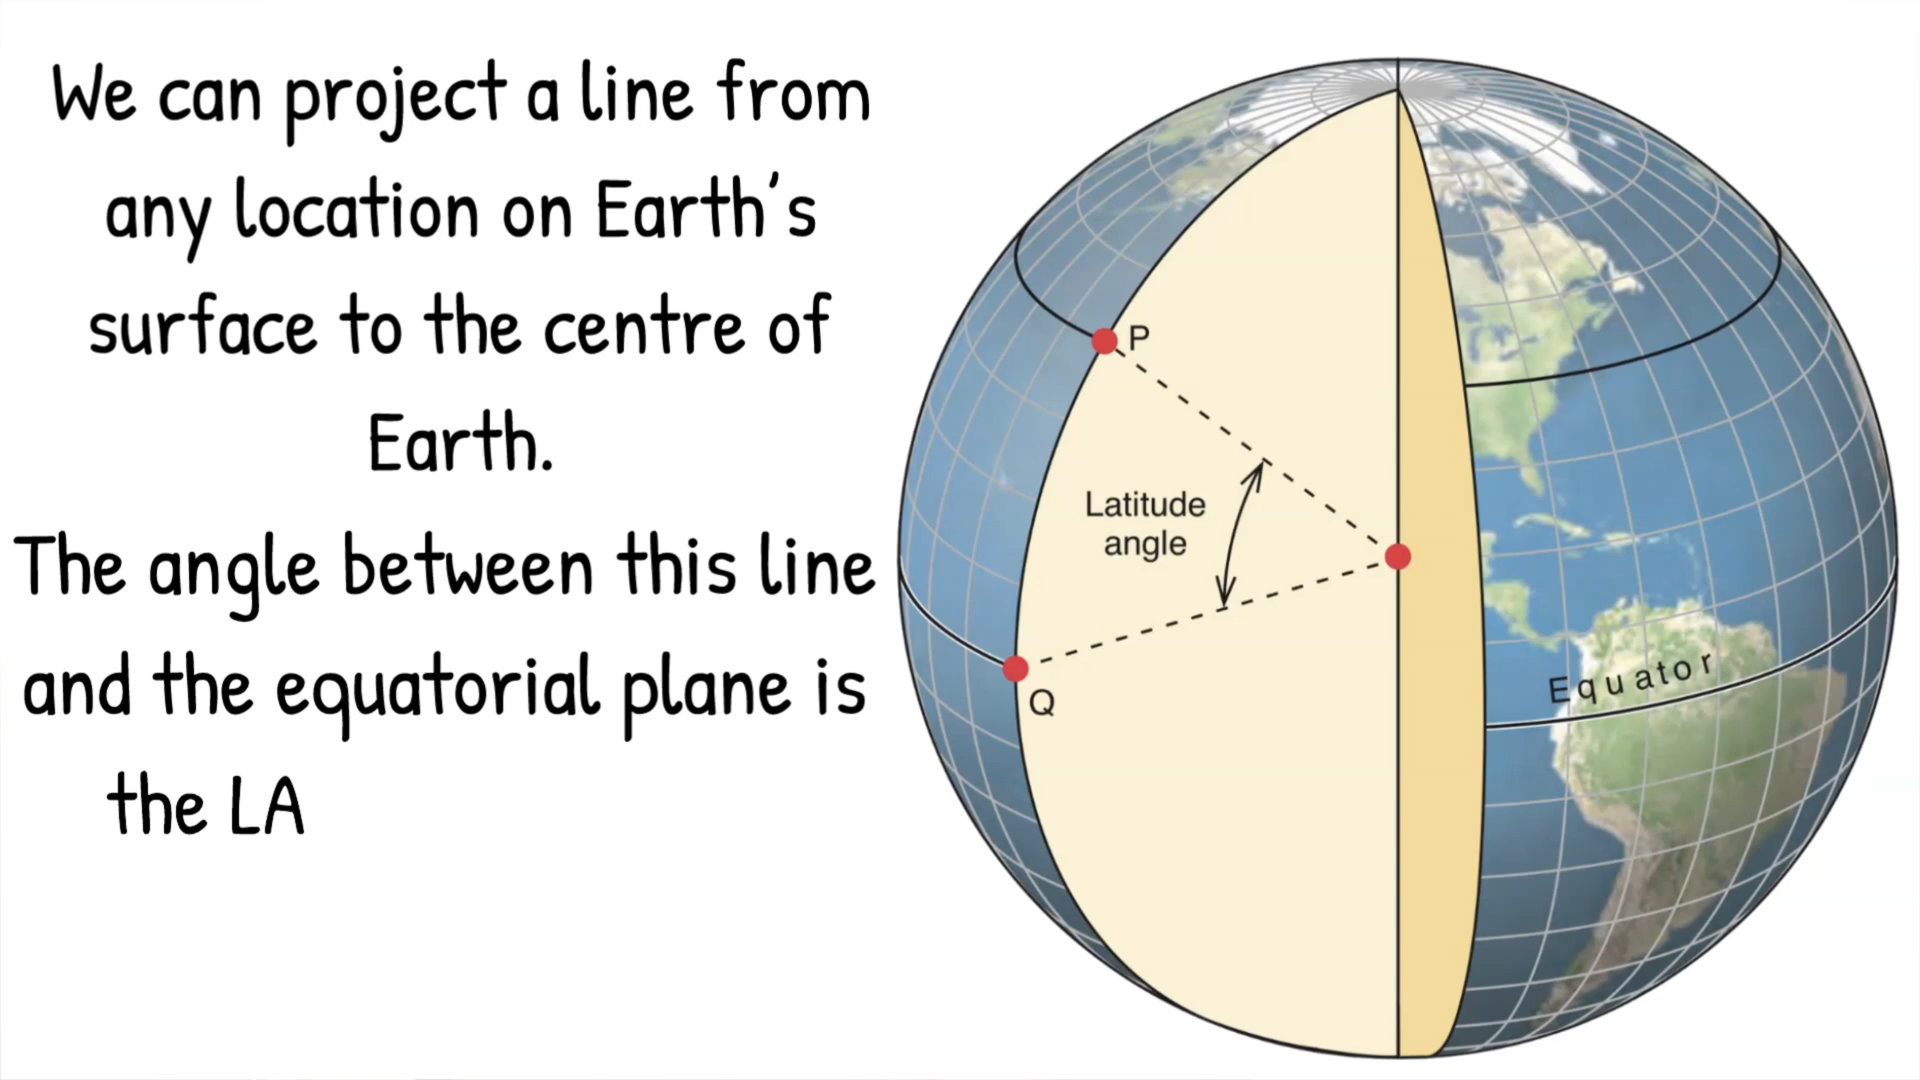 We can project a line from
any location on Earth's
surface to the centre of
Earth.
The angle between this line
and the equatorial plane is
the LA
P
Latitude
angle
Q
Equator